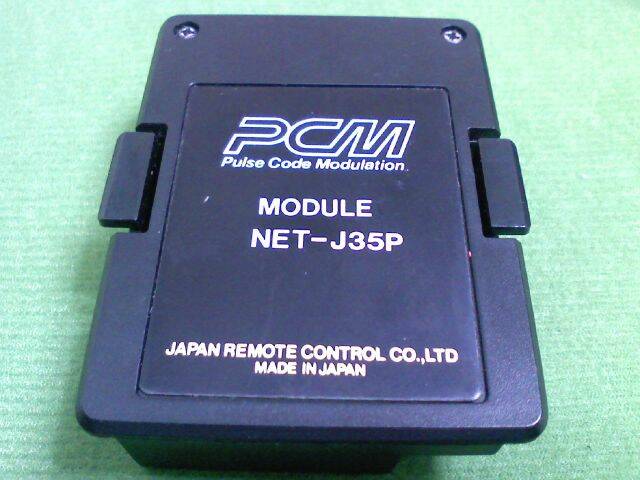 PCM
Pulse Code Modulation
MODULE
NET-J35P
JAPAN REMOTE CONTROL CO.,LTD
MADE IN JAPAN